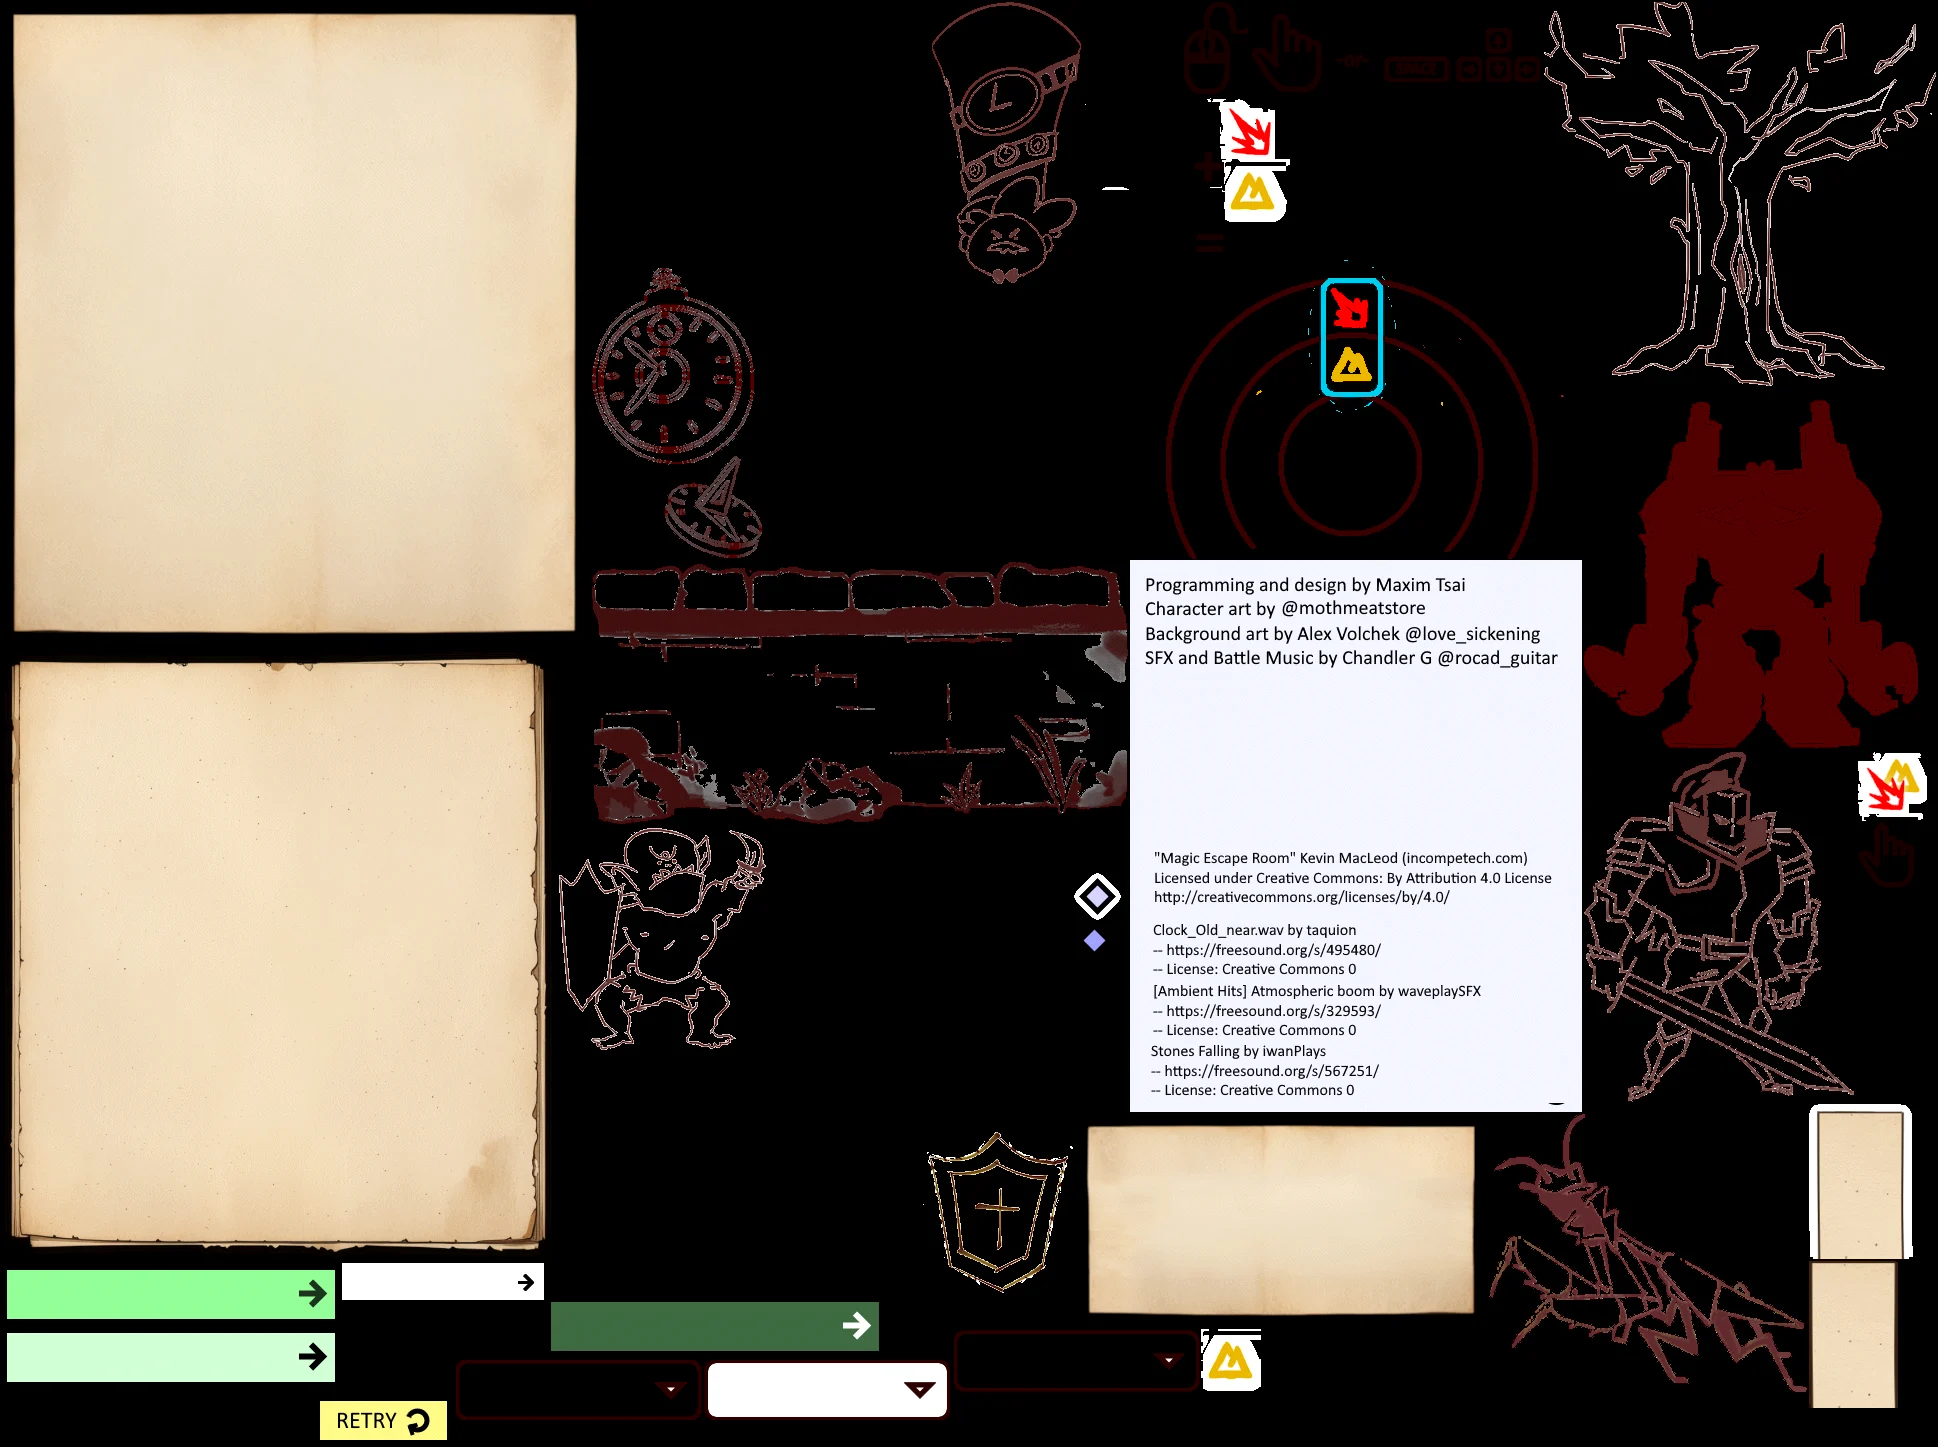 -or-
SPACE
Programming and design by Maxim Tsai
Character art by @mothmeatstore
Background art by Alex Volchek @love_sickening
SFX and Battle Music by Chandler G @rocad_guitar
"Magic Escape Room" Kevin MacLeod (incompetech.com)
Licensed under Creative Commons: By Attribution 4.0 License
http://creativecommons.org/licenses/by/4.0/
Clock_Old_near.wav by taquion
-- https://freesound.org/s/495480/
-- License: Creative Commons 0
[Ambient Hits] Atmospheric boom by waveplaySFX
-- https://freesound.org/s/329593/
-- License: Creative Commons 0
Stones Falling by iwanPlays
-- https://freesound.org/s/567251/
-- License: Creative Commons 0
RETRY